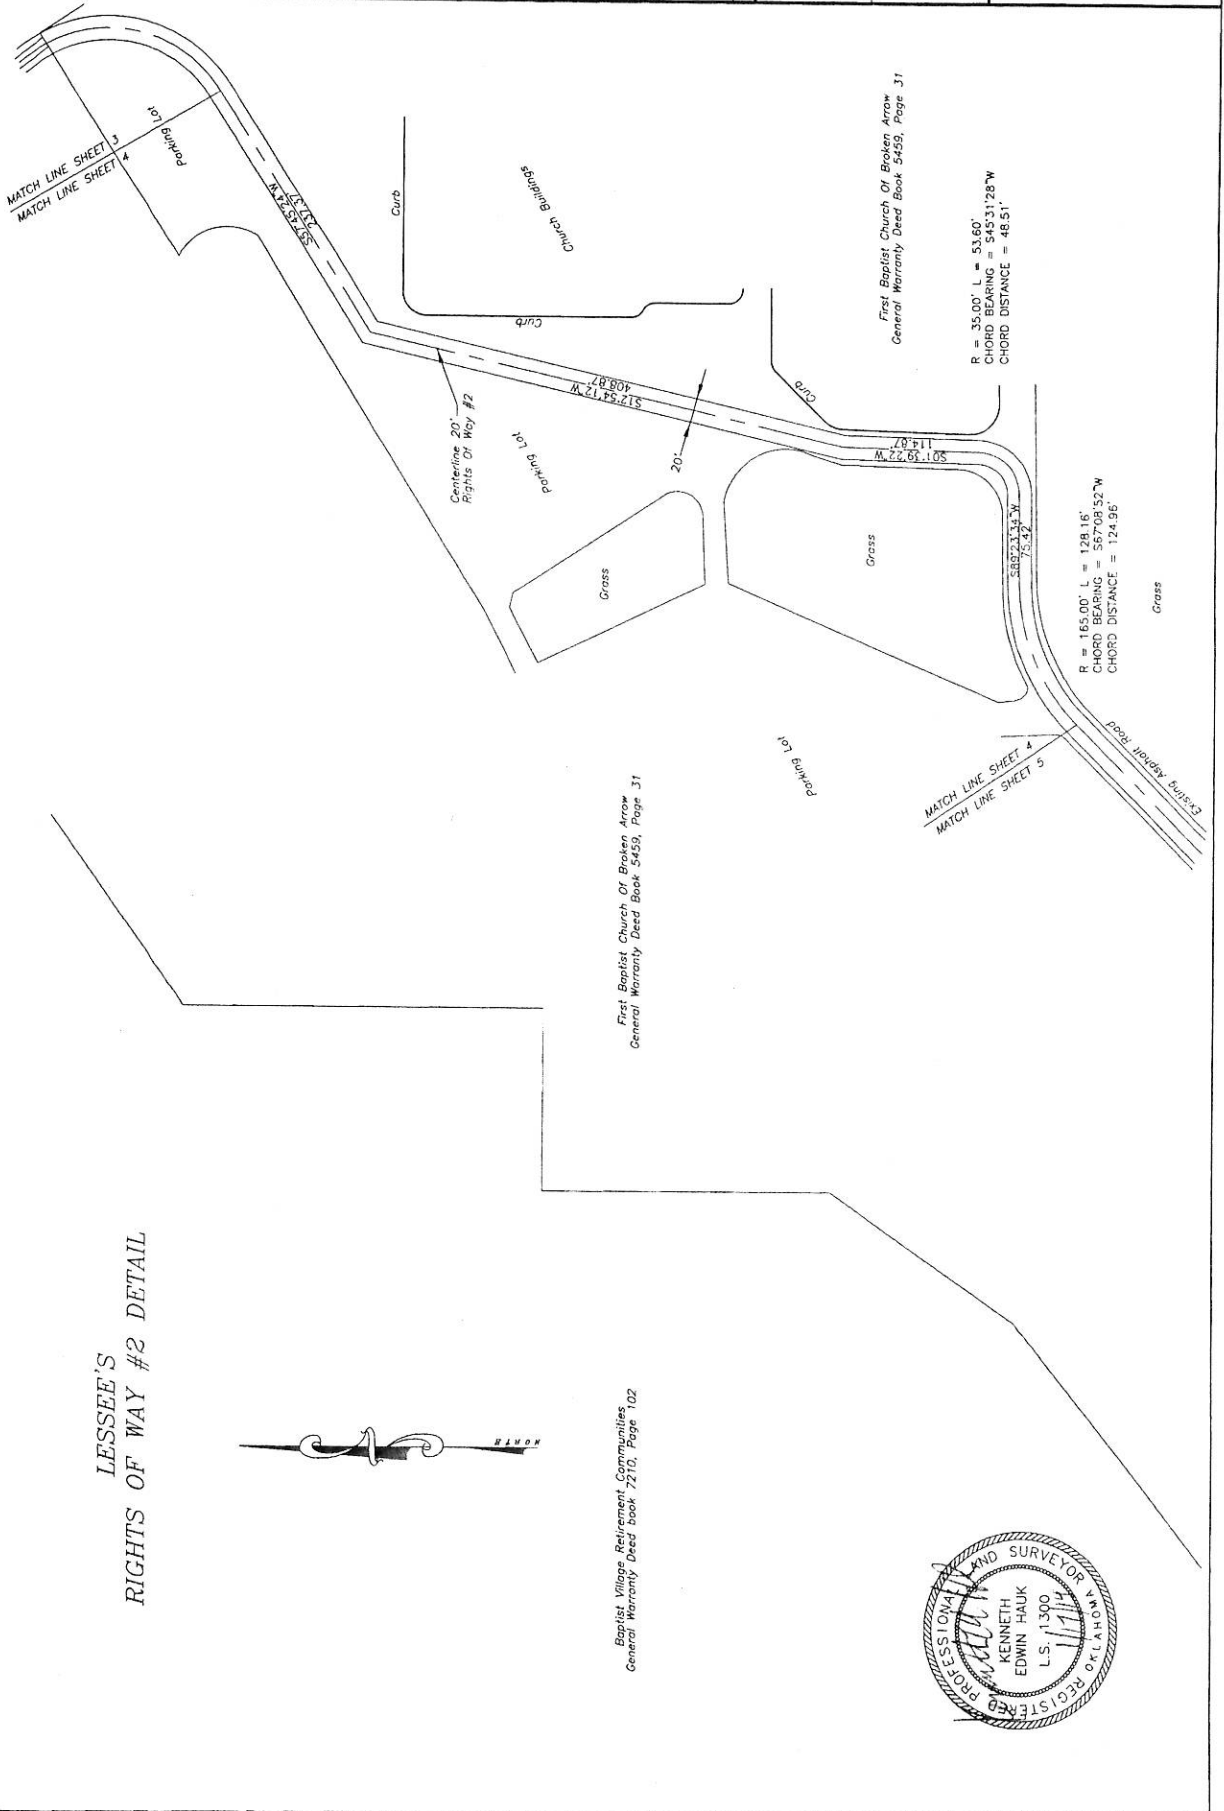 LESSEE'S
RIGHTS OF WAY #2 DETAIL
NORTH
Baptist Village Retirement Communities
General Warranty Deed book 7210, Page 102
REGISTERED PROFESSIONAL LAND SURVEYOR
OKLAHOMA
KENNETH
EDWIN HAUK
L.S. 1300
11/7/14
First Baptist Church Of Broken Arrow
General Warranty Deed Book 5459, Page 31
MATCH LINE SHEET 3
MATCH LINE SHEET 4
Parking Lot
S57°45'24"W
237.37'
Curb
Church Buildings
Curb
Centerline 20'
Rights Of Way #2
S12°54'12"W
408.87'
Parking Lot
20'
Grass
Curb
First Baptist Church Of Broken Arrow
General Warranty Deed Book 5459, Page 31
S01°39'22"W
114.87'
R = 35.00' L = 53.60'
CHORD BEARING = S45°31'28"W
CHORD DISTANCE = 48.51'
Grass
S89°23'34"W
75.42'
Parking Lot
R = 165.00' L = 128.16'
CHORD BEARING = S67°08'52"W
CHORD DISTANCE = 124.96'
Grass
MATCH LINE SHEET 4
MATCH LINE SHEET 5
Existing Asphalt Road